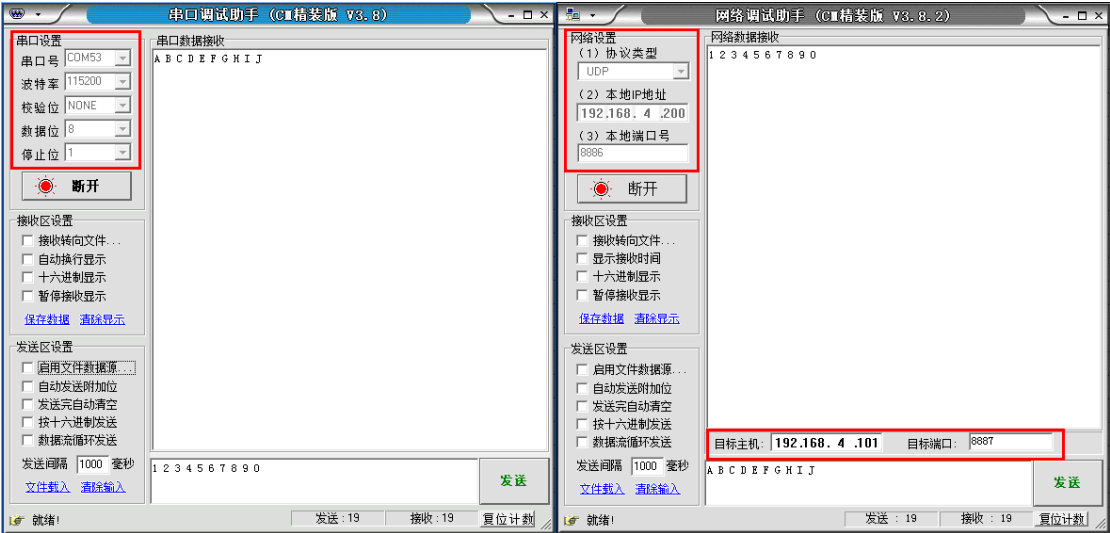 串口调试助手 (CM精装版 V3.8)
串口设置
串口号 COM53
波特率 115200
校验位 NONE
数据位 8
停止位 1
断开
接收区设置
接收转向文件...
自动换行显示
十六进制显示
暂停接收显示
保存数据 清除显示
发送区设置
启用文件数据源...
自动发送附加位
发送完自动清空
按十六进制发送
数据流循环发送
发送间隔 1000 毫秒
文件载入 清除输入
串口数据接收
A B C D E F G H I J
1 2 3 4 5 6 7 8 9 0
发送
就绪! 发送:19 接收:19 复位计数
网络调试助手 (CM精装版 V3.8.2)
网络设置
(1) 协议类型
UDP
(2) 本地IP地址
192.168. 4 .200
(3) 本地端口号
8886
断开
接收区设置
接收转向文件...
显示接收时间
十六进制显示
暂停接收显示
保存数据 清除显示
发送区设置
启用文件数据源...
自动发送附加位
发送完自动清空
按十六进制发送
数据流循环发送
发送间隔 1000 毫秒
文件载入 清除输入
网络数据接收
1 2 3 4 5 6 7 8 9 0
目标主机: 192.168. 4 .101 目标端口: 8887
A B C D E F G H I J
发送
就绪! 发送 : 19 接收 : 19 复位计数